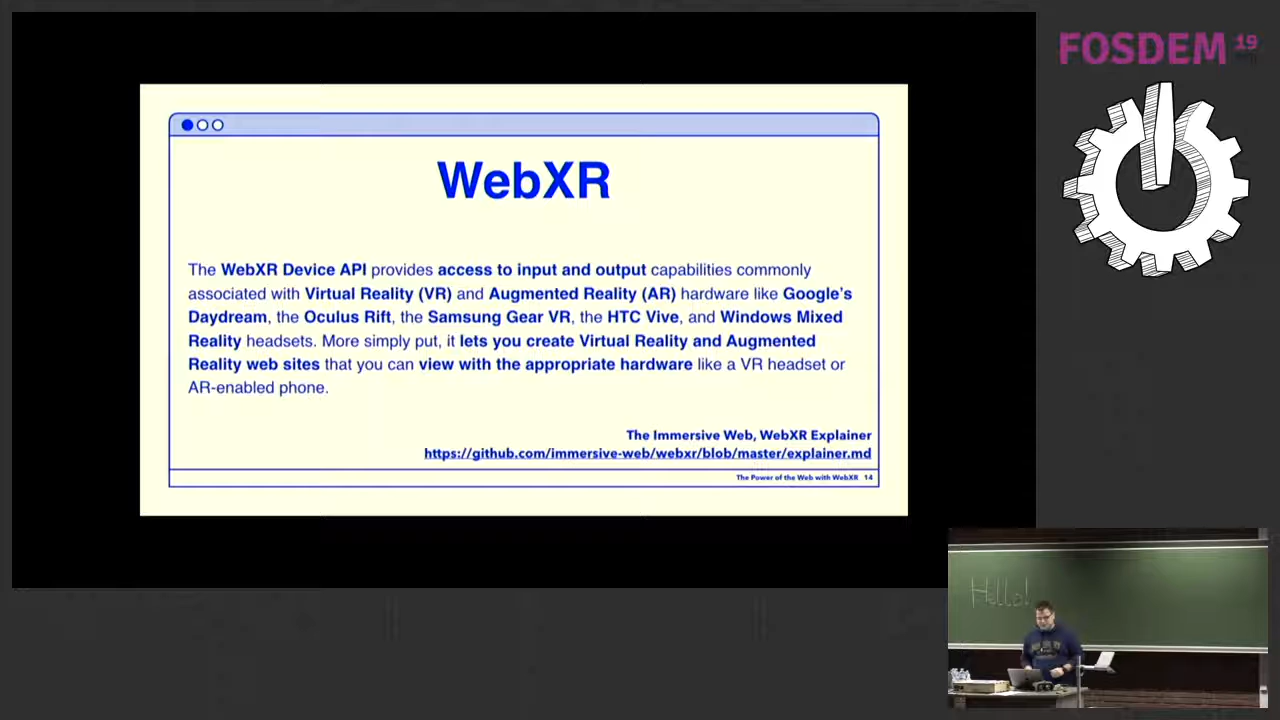 FOSDEM 19
WebXR
The WebXR Device API provides access to input and output capabilities commonly
associated with Virtual Reality (VR) and Augmented Reality (AR) hardware like Google's
Daydream, the Oculus Rift, the Samsung Gear VR, the HTC Vive, and Windows Mixed
Reality headsets. More simply put, it lets you create Virtual Reality and Augmented
Reality web sites that you can view with the appropriate hardware like a VR headset or
AR-enabled phone.
The Immersive Web, WebXR Explainer
https://github.com/immersive-web/webxr/blob/master/explainer.md
The Power of the Web with WebXR 14
Hello!